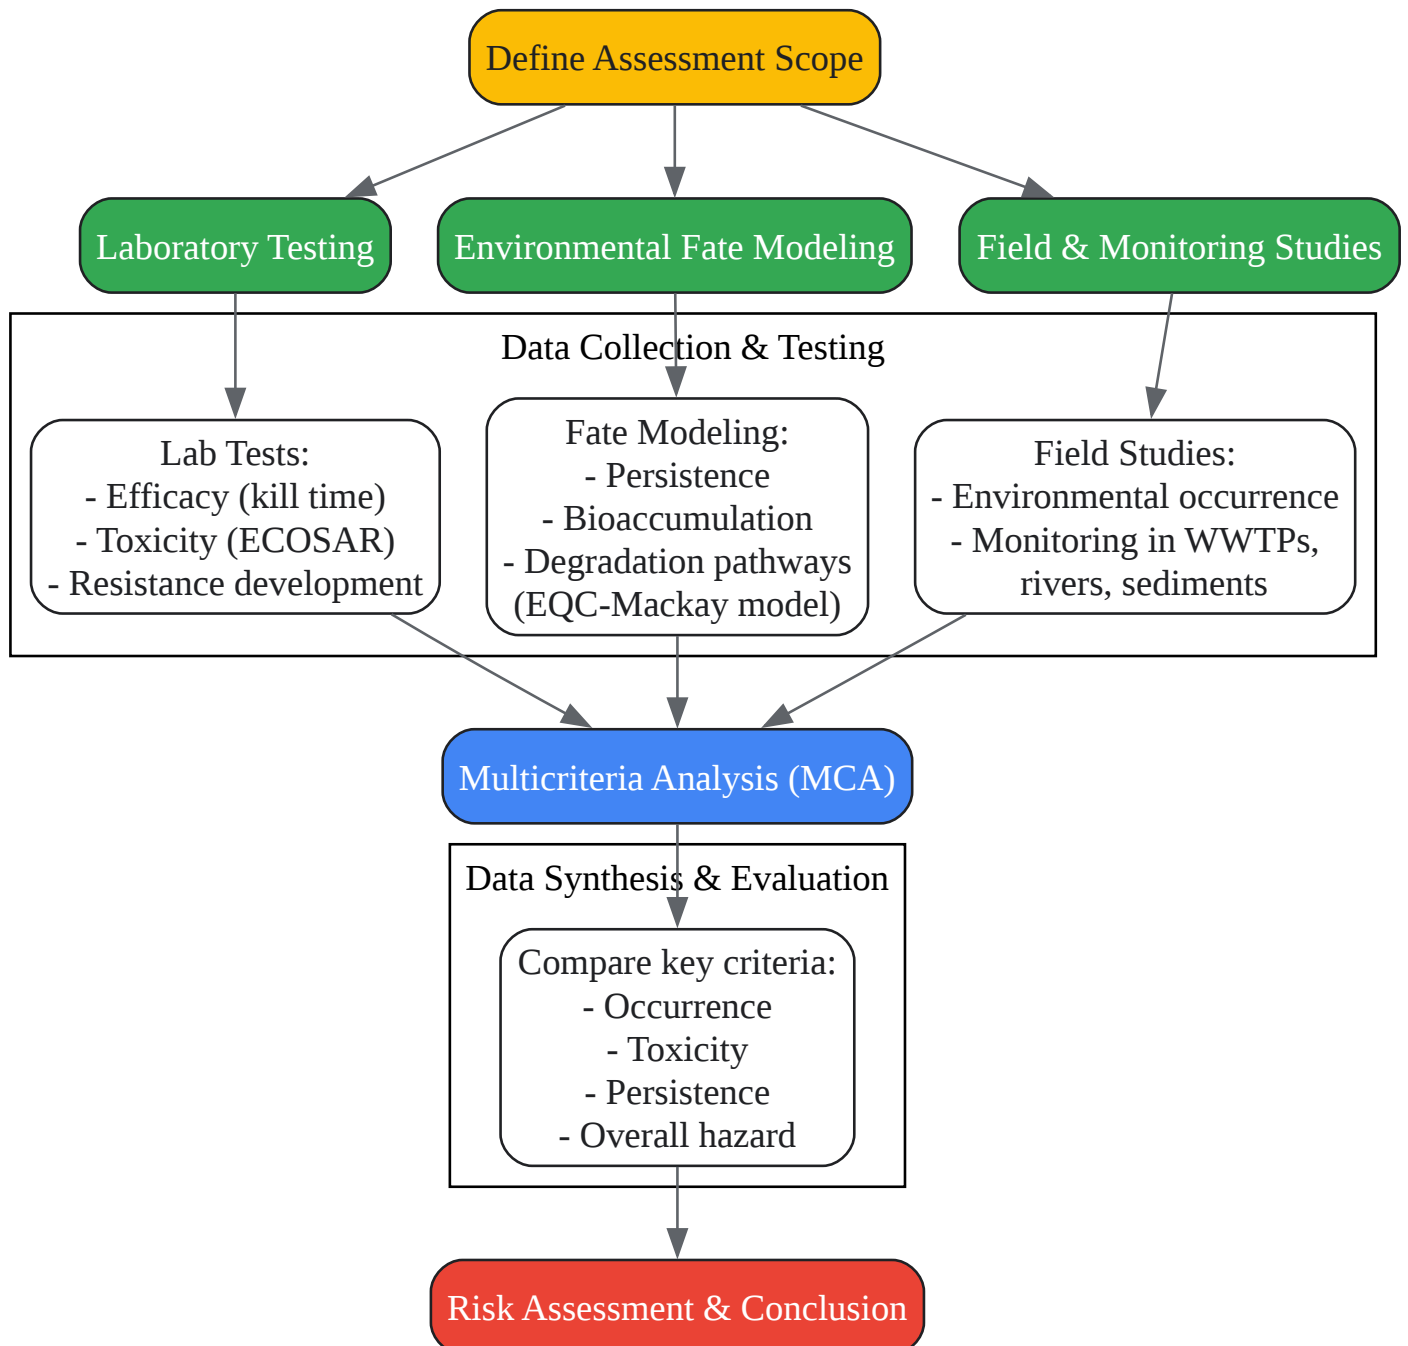 Define Assessment Scope
Laboratory Testing
Environmental Fate Modeling
Field & Monitoring Studies
Data Collection & Testing
Lab Tests:
- Efficacy (kill time)
- Toxicity (ECOSAR)
- Resistance development
Fate Modeling:
- Persistence
- Bioaccumulation
- Degradation pathways
(EQC-Mackay model)
Field Studies:
- Environmental occurrence
- Monitoring in WWTPs,
rivers, sediments
Multicriteria Analysis (MCA)
Data Synthesis & Evaluation
Compare key criteria:
- Occurrence
- Toxicity
- Persistence
- Overall hazard
Risk Assessment & Conclusion